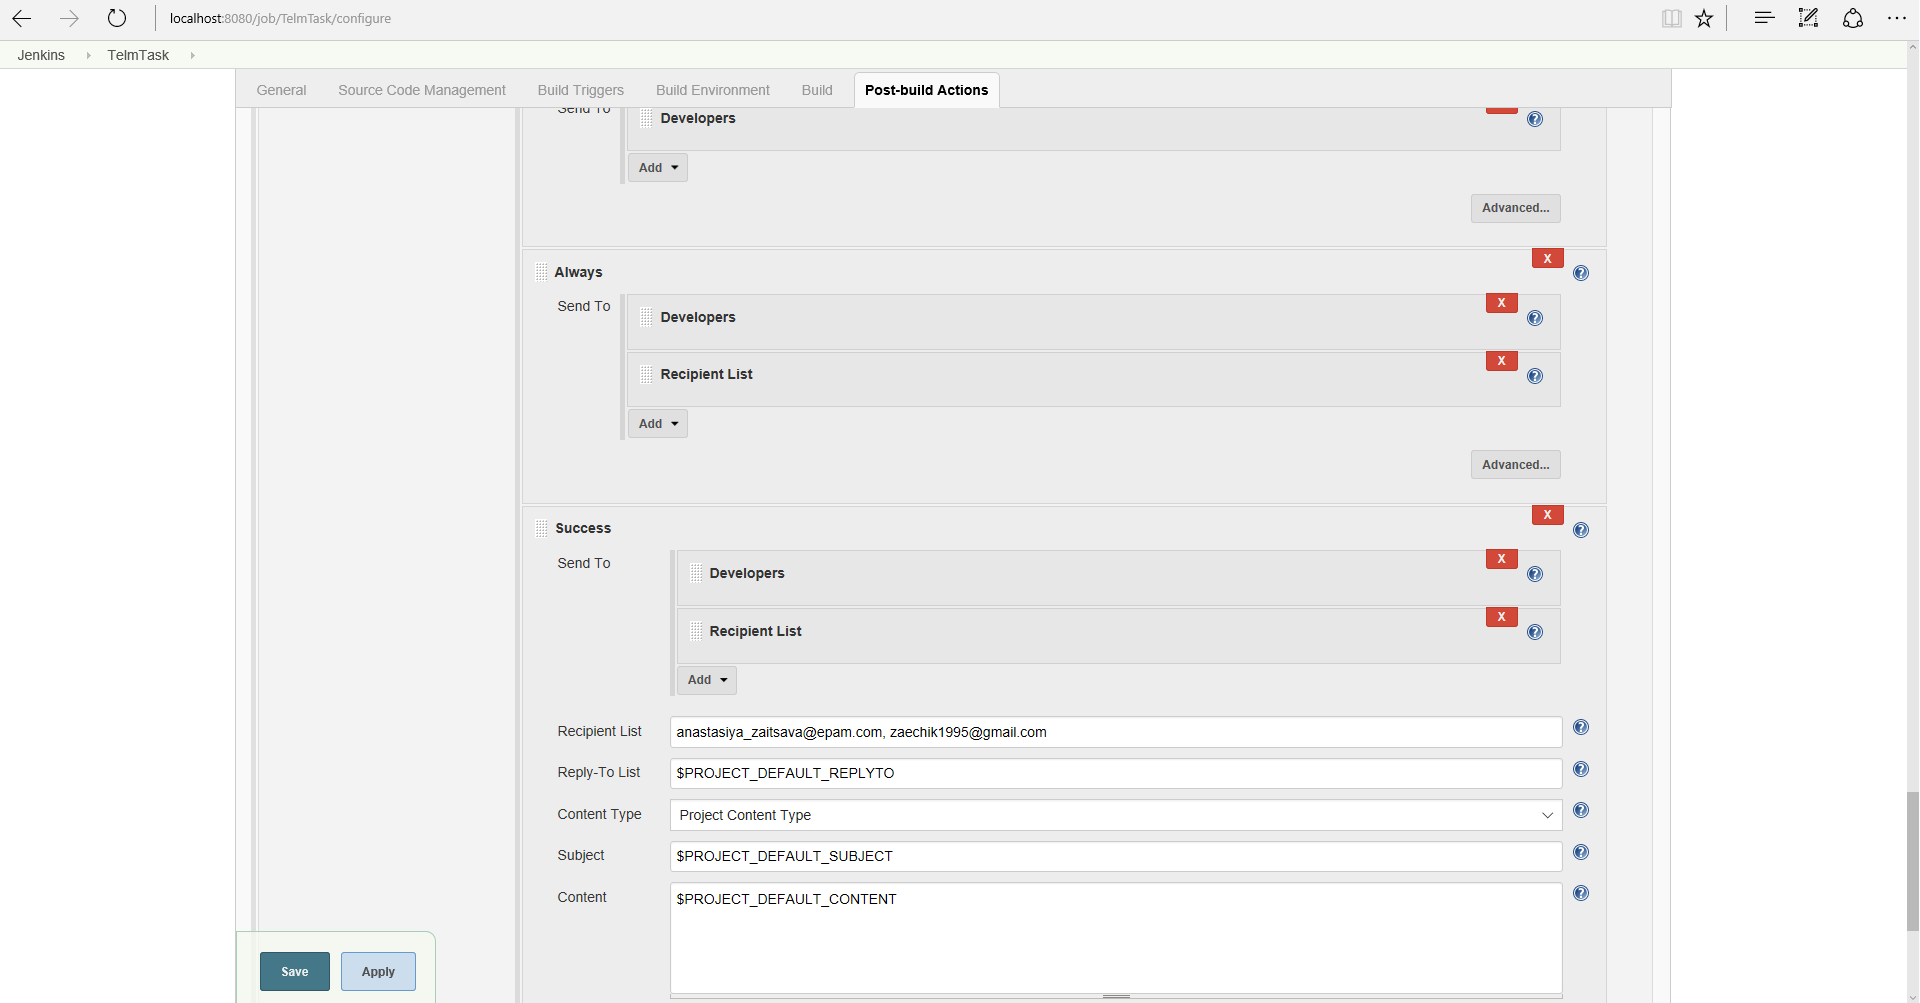 localhost:8080/job/TelmTask/configure
Jenkins TelmTask
General Source Code Management Build Triggers Build Environment Build Post-build Actions
Send To
Developers
Add
Advanced...
X
Always
Send To
X
Developers
X
Recipient List
Add
Advanced...
X
Success
Send To
X
Developers
X
Recipient List
Add
Recipient List anastasiya_zaitsava@epam.com, zaechik1995@gmail.com
Reply-To List $PROJECT_DEFAULT_REPLYTO
Content Type Project Content Type
Subject $PROJECT_DEFAULT_SUBJECT
Content $PROJECT_DEFAULT_CONTENT
Save Apply